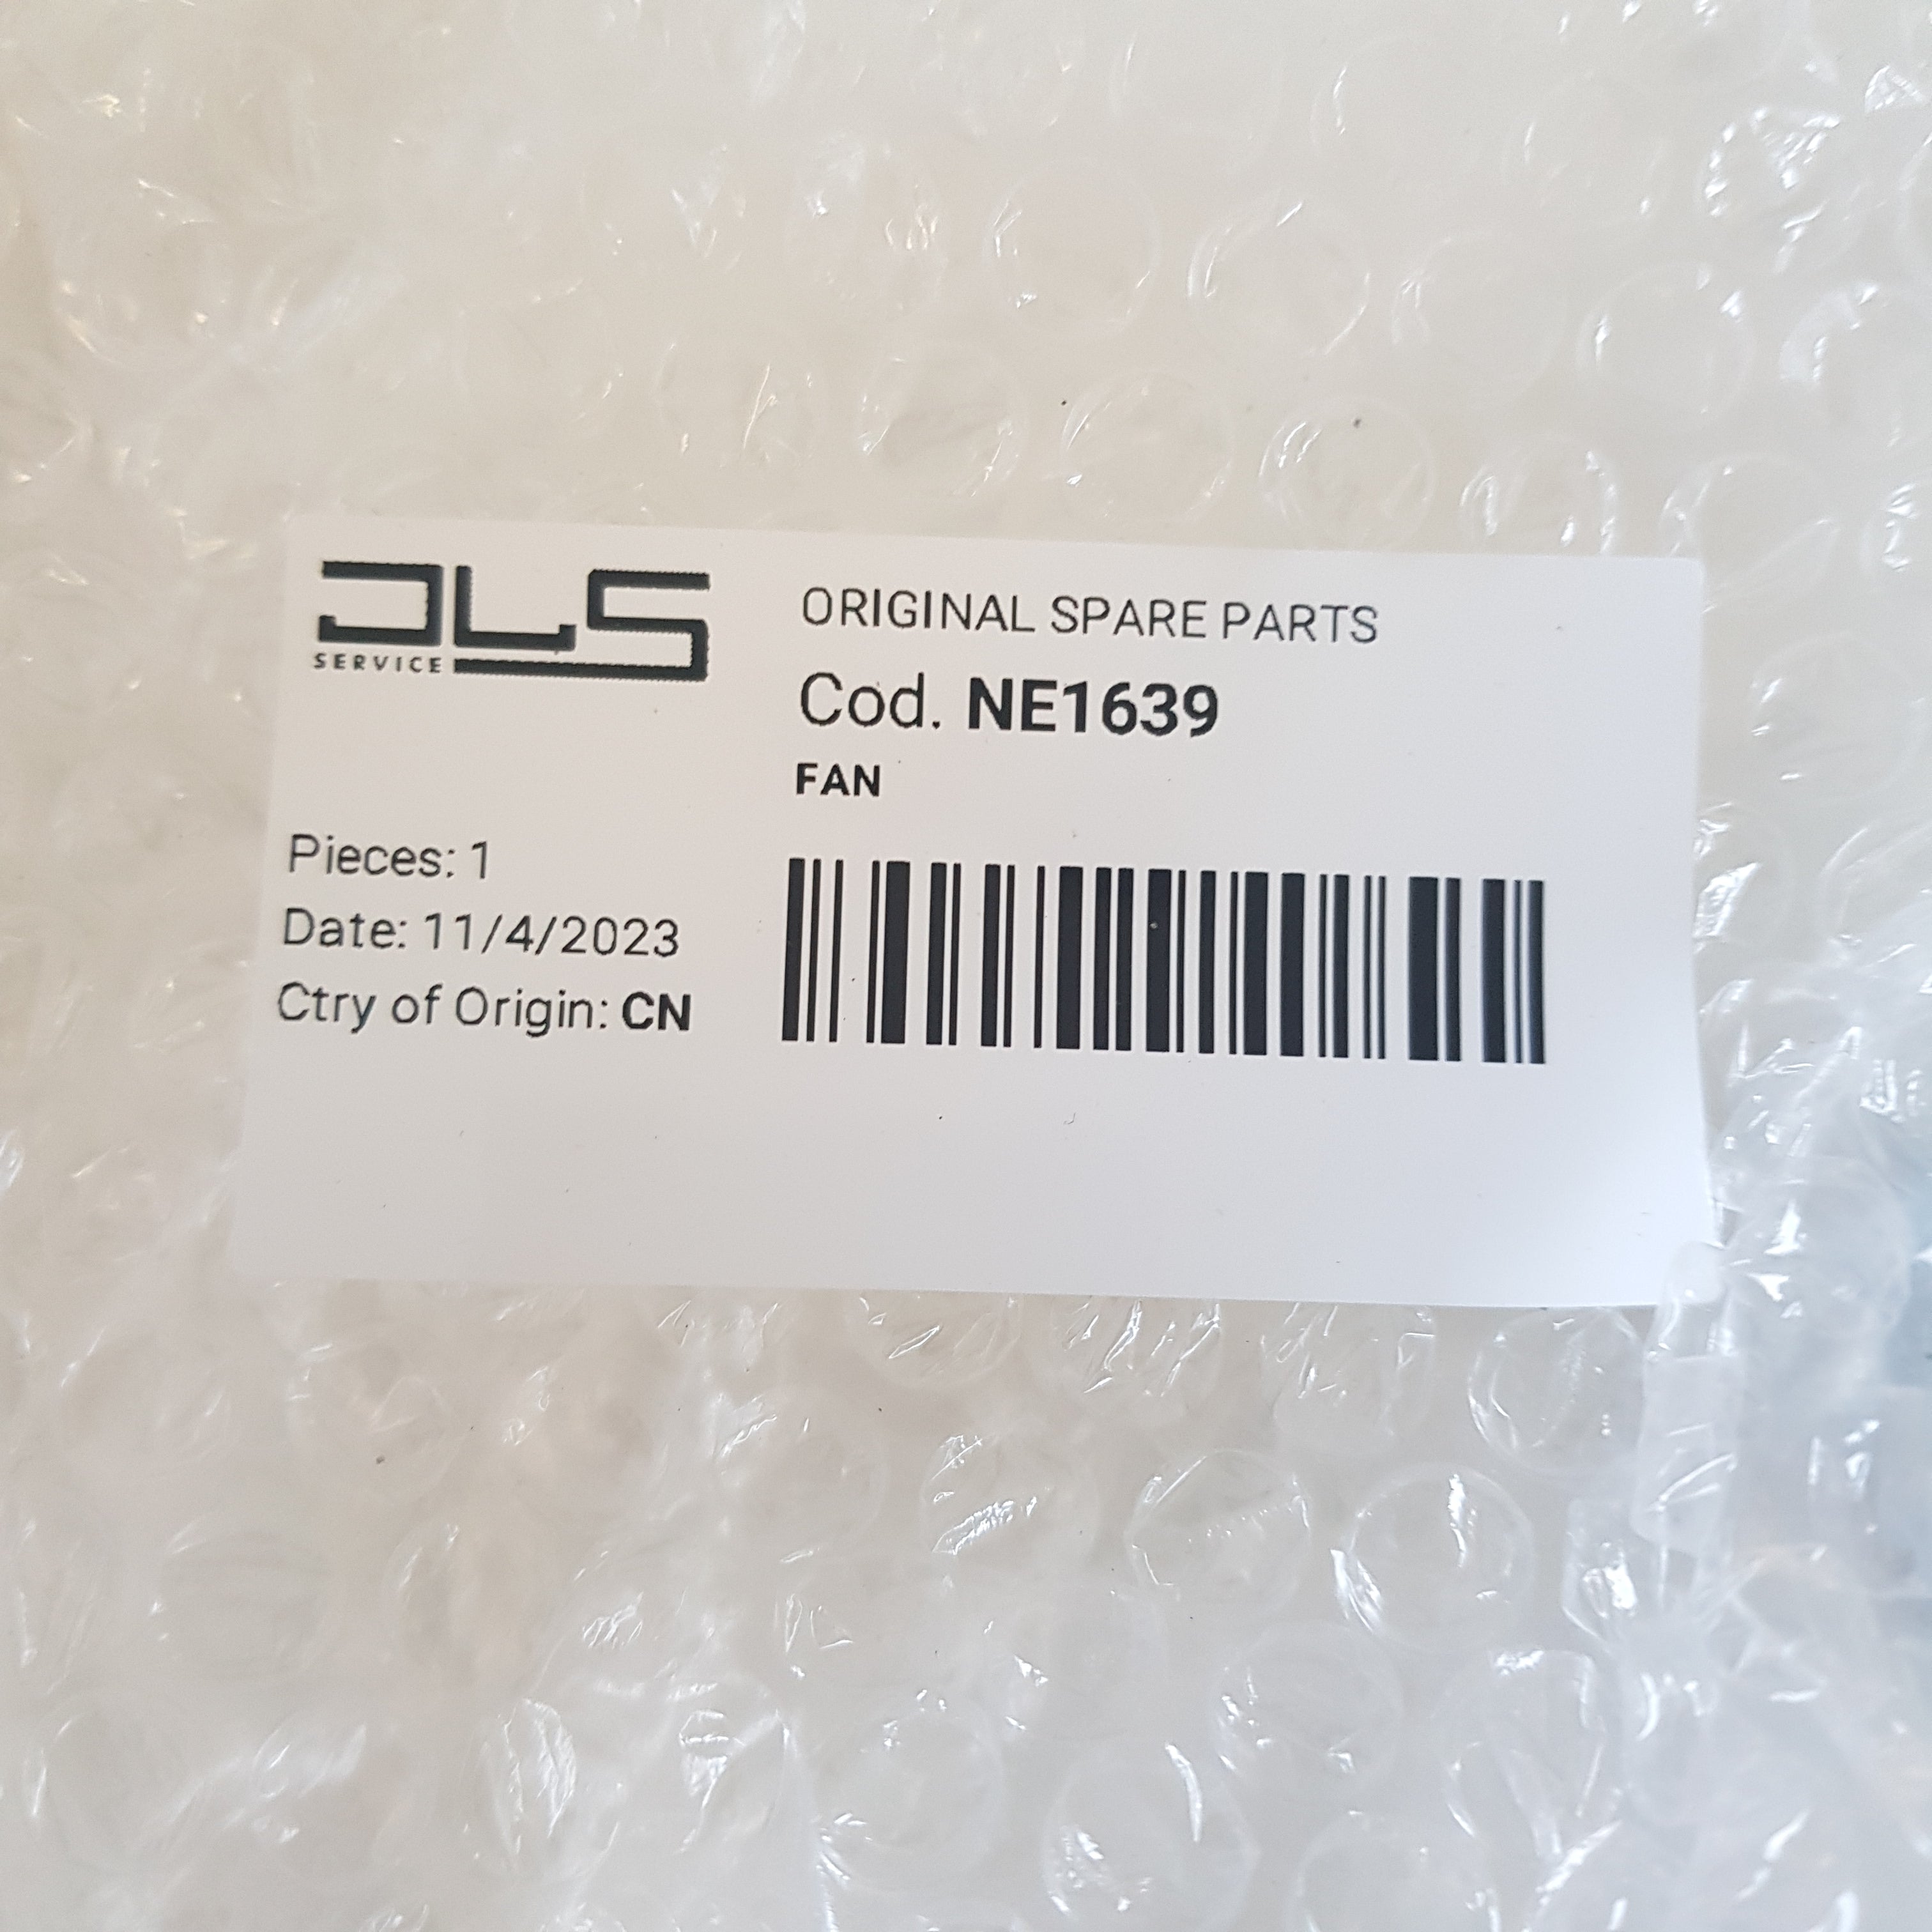 DLS
SERVICE
ORIGINAL SPARE PARTS
Cod. NE1639
FAN
Pieces: 1
Date: 11/4/2023
Ctry of Origin: CN